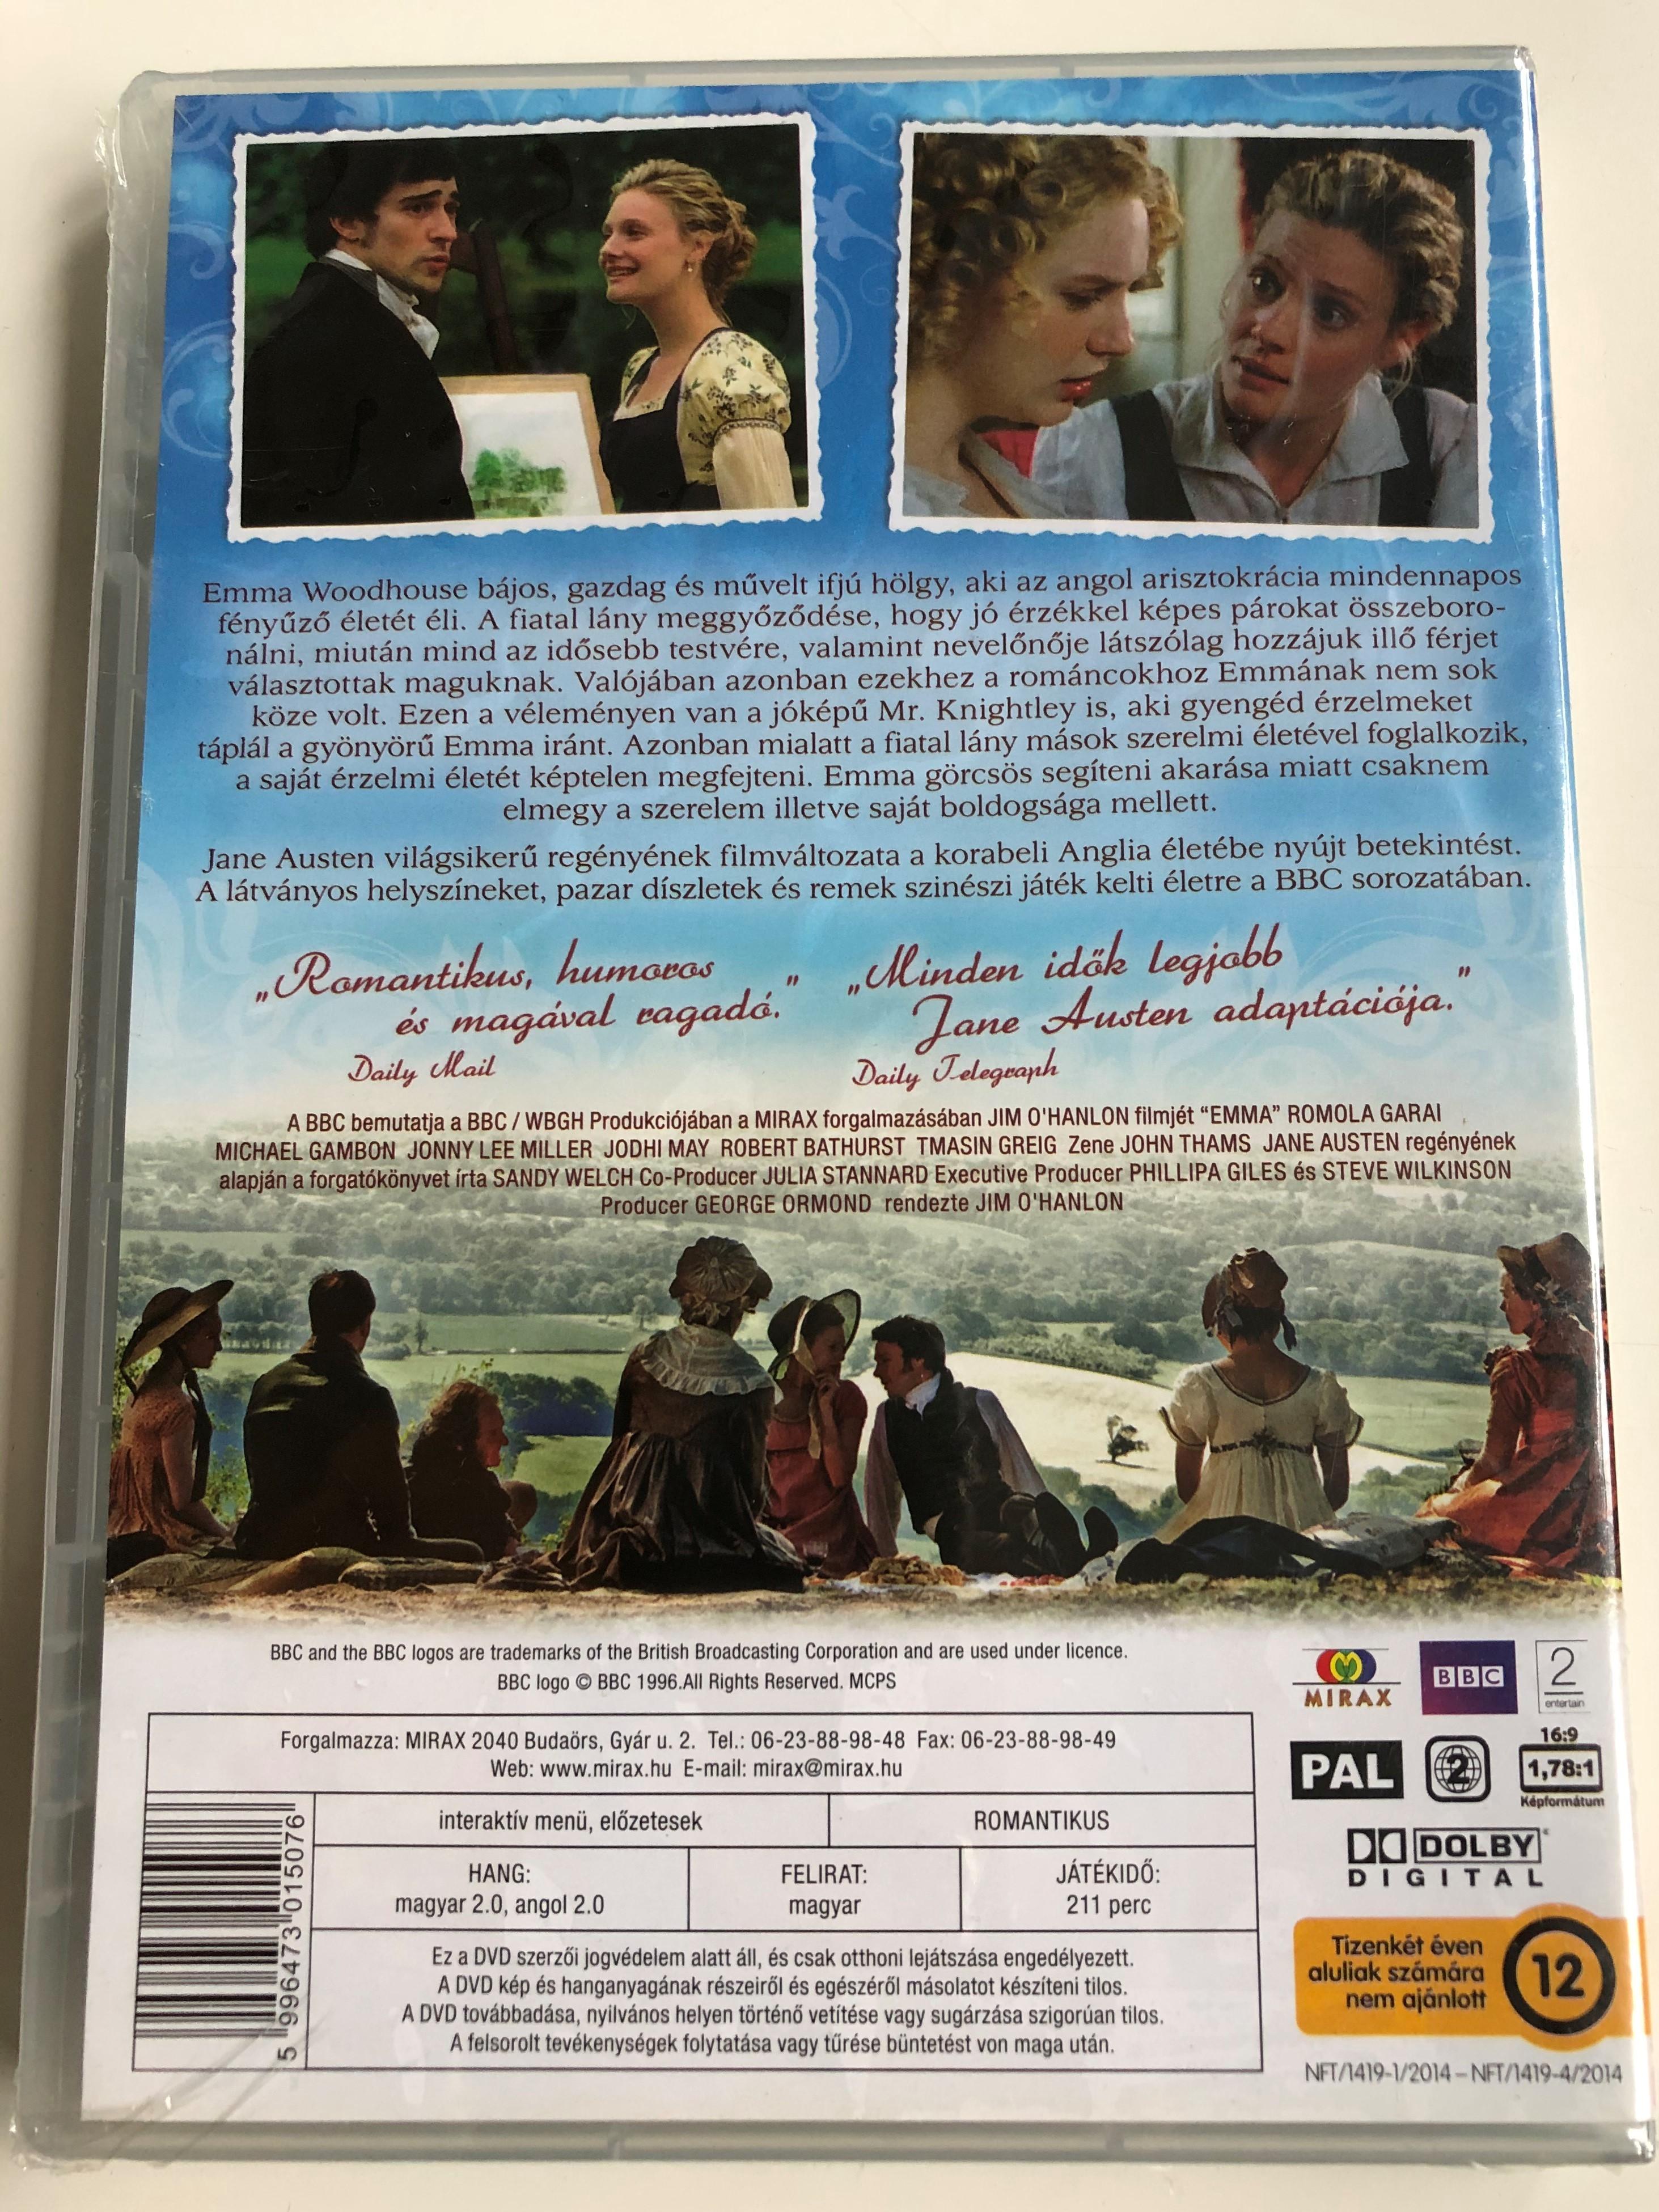 Emma Woodhouse bájos, gazdag és művelt ifjú hölgy, aki az angol arisztokrácia mindennapos
fényűző életét éli. A fiatal lány meggyőződése, hogy jó érzékkel képes párokat összeboro-
nálni, miután mind az idősebb testvére, valamint nevelőnője látszólag hozzájuk illő férjet
választottak maguknak. Valójában azonban ezekhez a románcokhoz Emmának nem sok
köze volt. Ezen a véleményen van a jóképű Mr. Knightley is, aki gyengéd érzelmeket
táplál a gyönyörű Emma iránt. Azonban mialatt a fiatal lány mások szerelmi életével foglalkozik,
a saját érzelmi életét képtelen megfejteni. Emma görcsös segíteni akarása miatt csaknem
elmegy a szerelem illetve saját boldogsága mellett.
Jane Austen világsikerű regényének filmváltozata a korabeli Anglia életébe nyújt betekintést.
A látványos helyszíneket, pazar díszletek és remek szinészi játék kelti életre a BBC sorozatában.
„Romantikus, humoros
és magával ragadó."
Daily Mail
„Minden idők legjobb
Jane Austen adaptációja."
Daily Telegraph
A BBC bemutatja a BBC / WBGH Produkciójában a MIRAX forgalmazásában JIM O'HANLON filmjét "EMMA" ROMOLA GARAI
MICHAEL GAMBON JONNY LEE MILLER JODHI MAY ROBERT BATHURST TMASIN GREIG Zene JOHN THAMS JANE AUSTEN regényének
alapján a forgatókönyvet írta SANDY WELCH Co-Producer JULIA STANNARD Executive Producer PHILLIPA GILES és STEVE WILKINSON
Producer GEORGE ORMOND rendezte JIM O'HANLON
BBC and the BBC logos are trademarks of the British Broadcasting Corporation and are used under licence.
BBC logo © BBC 1996.All Rights Reserved. MCPS
MIRAX
BBC
2
entertain
Forgalmazza: MIRAX 2040 Budaörs, Gyár u. 2. Tel.: 06-23-88-98-48 Fax: 06-23-88-98-49
Web: www.mirax.hu E-mail: mirax@mirax.hu
PAL
2
16:9
1,78:1
Képformátum
interaktív menü, előzetesek
ROMANTIKUS
HANG:
magyar 2.0, angol 2.0
FELIRAT:
magyar
JÁTÉKIDŐ:
211 perc
DOLBY
DIGITAL
Ez a DVD szerzői jogvédelem alatt áll, és csak otthoni lejátszása engedélyezett.
A DVD kép és hanganyagának részeiről és egészéről másolatot készíteni tilos.
A DVD továbbadása, nyilvános helyen történő vetítése vagy sugárzása szigorúan tilos.
A felsorolt tevékenységek folytatása vagy tűrése büntetést von maga után.
5 996473 015076
Tizenkét éven
aluliak számára
nem ajánlott
12
NFT/1419-1/2014 – NFT/1419-4/2014